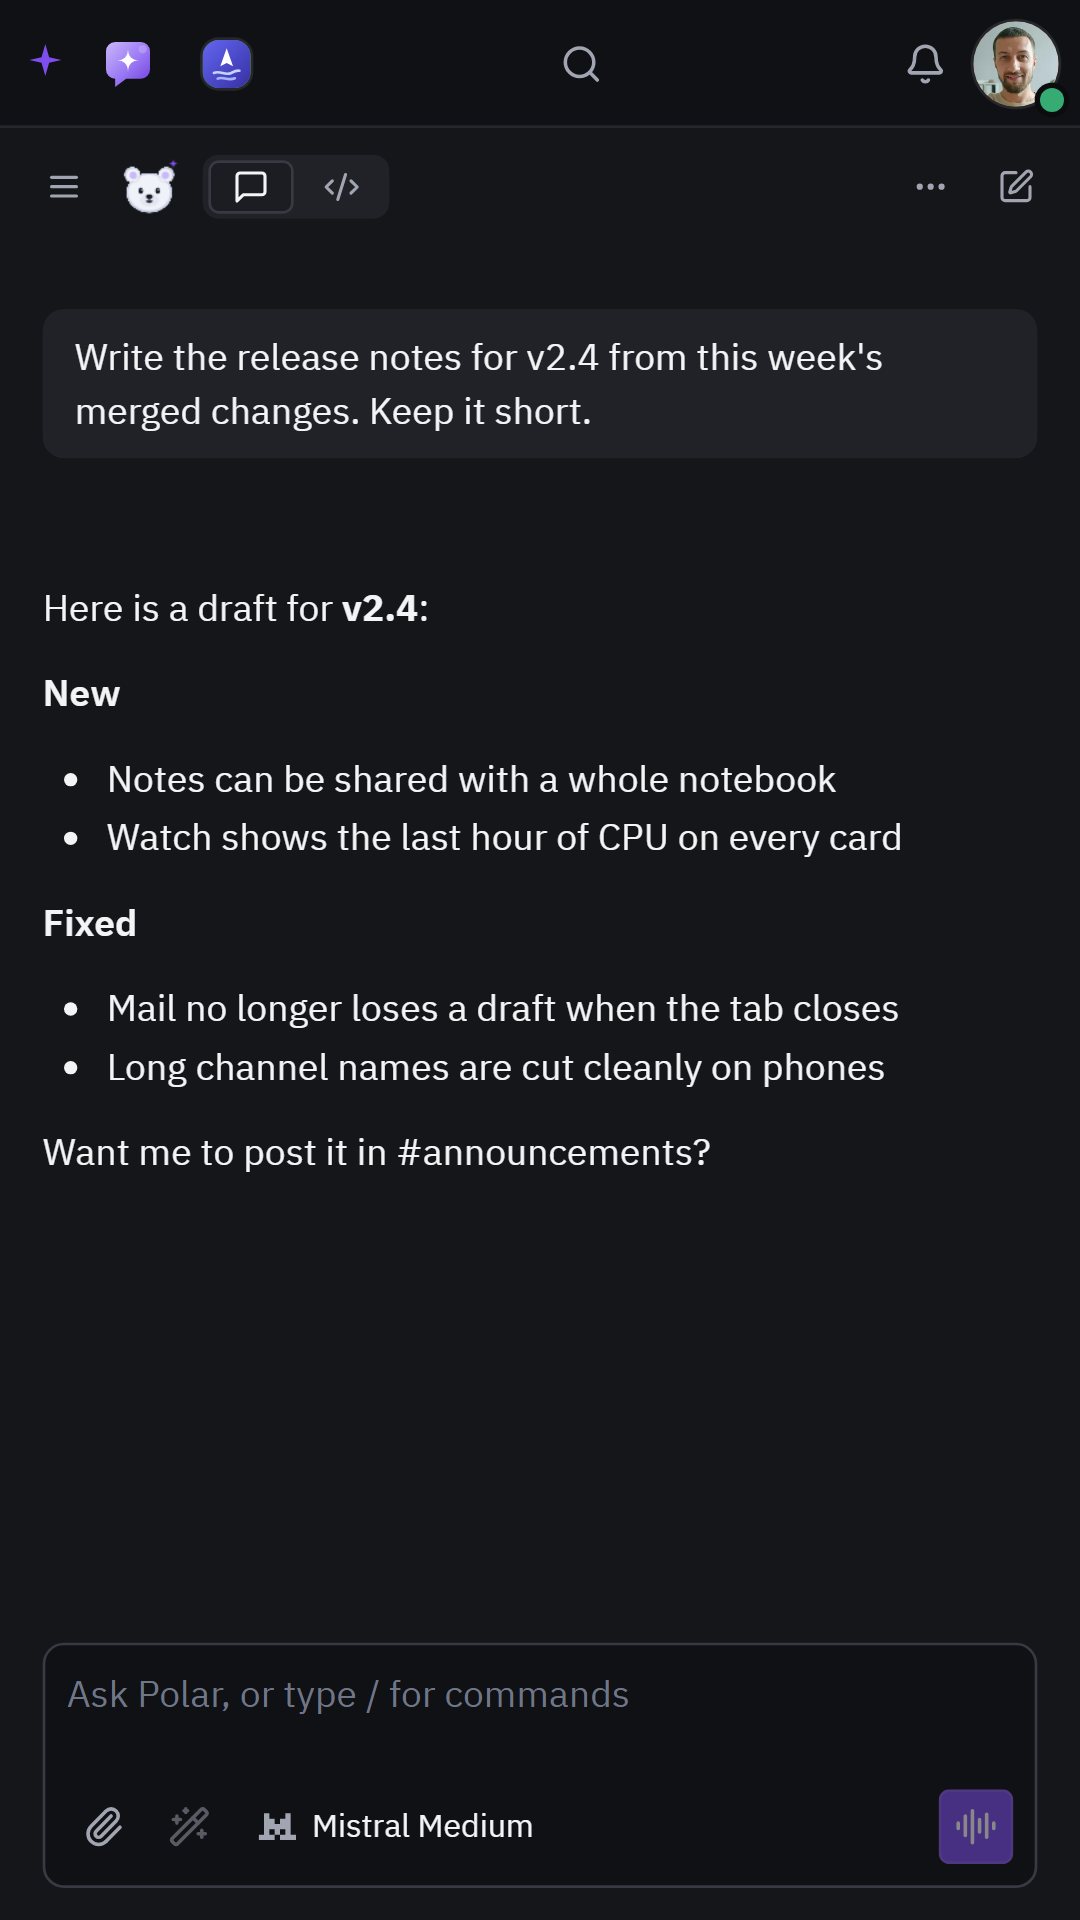 Write the release notes for v2.4 from this week's
merged changes. Keep it short.
Here is a draft for v2.4:
New
Notes can be shared with a whole notebook
Watch shows the last hour of CPU on every card
Fixed
Mail no longer loses a draft when the tab closes
Long channel names are cut cleanly on phones
Want me to post it in #announcements?
Ask Polar, or type / for commands
Mistral Medium